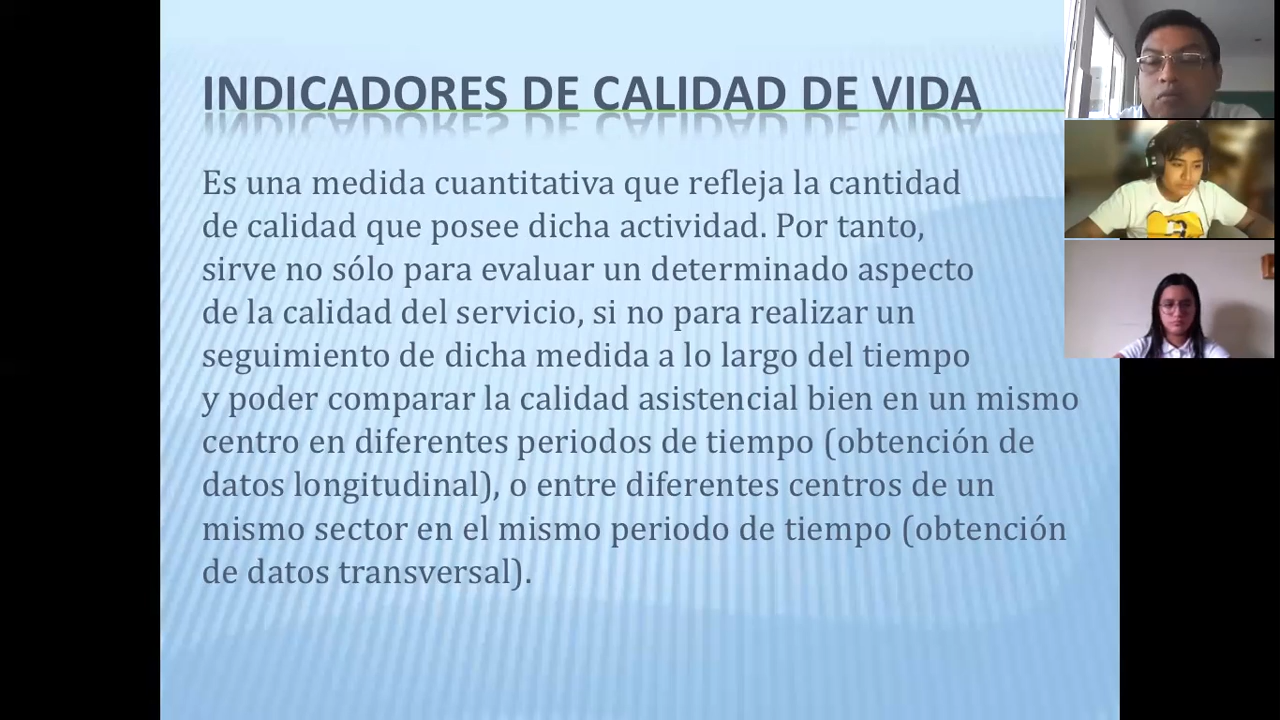 INDICADORES DE CALIDAD DE VIDA
Es una medida cuantitativa que refleja la cantidad
de calidad que posee dicha actividad. Por tanto,
sirve no sólo para evaluar un determinado aspecto
de la calidad del servicio, si no para realizar un
seguimiento de dicha medida a lo largo del tiempo
y poder comparar la calidad asistencial bien en un mismo
centro en diferentes periodos de tiempo (obtención de
datos longitudinal), o entre diferentes centros de un
mismo sector en el mismo periodo de tiempo (obtención
de datos transversal).